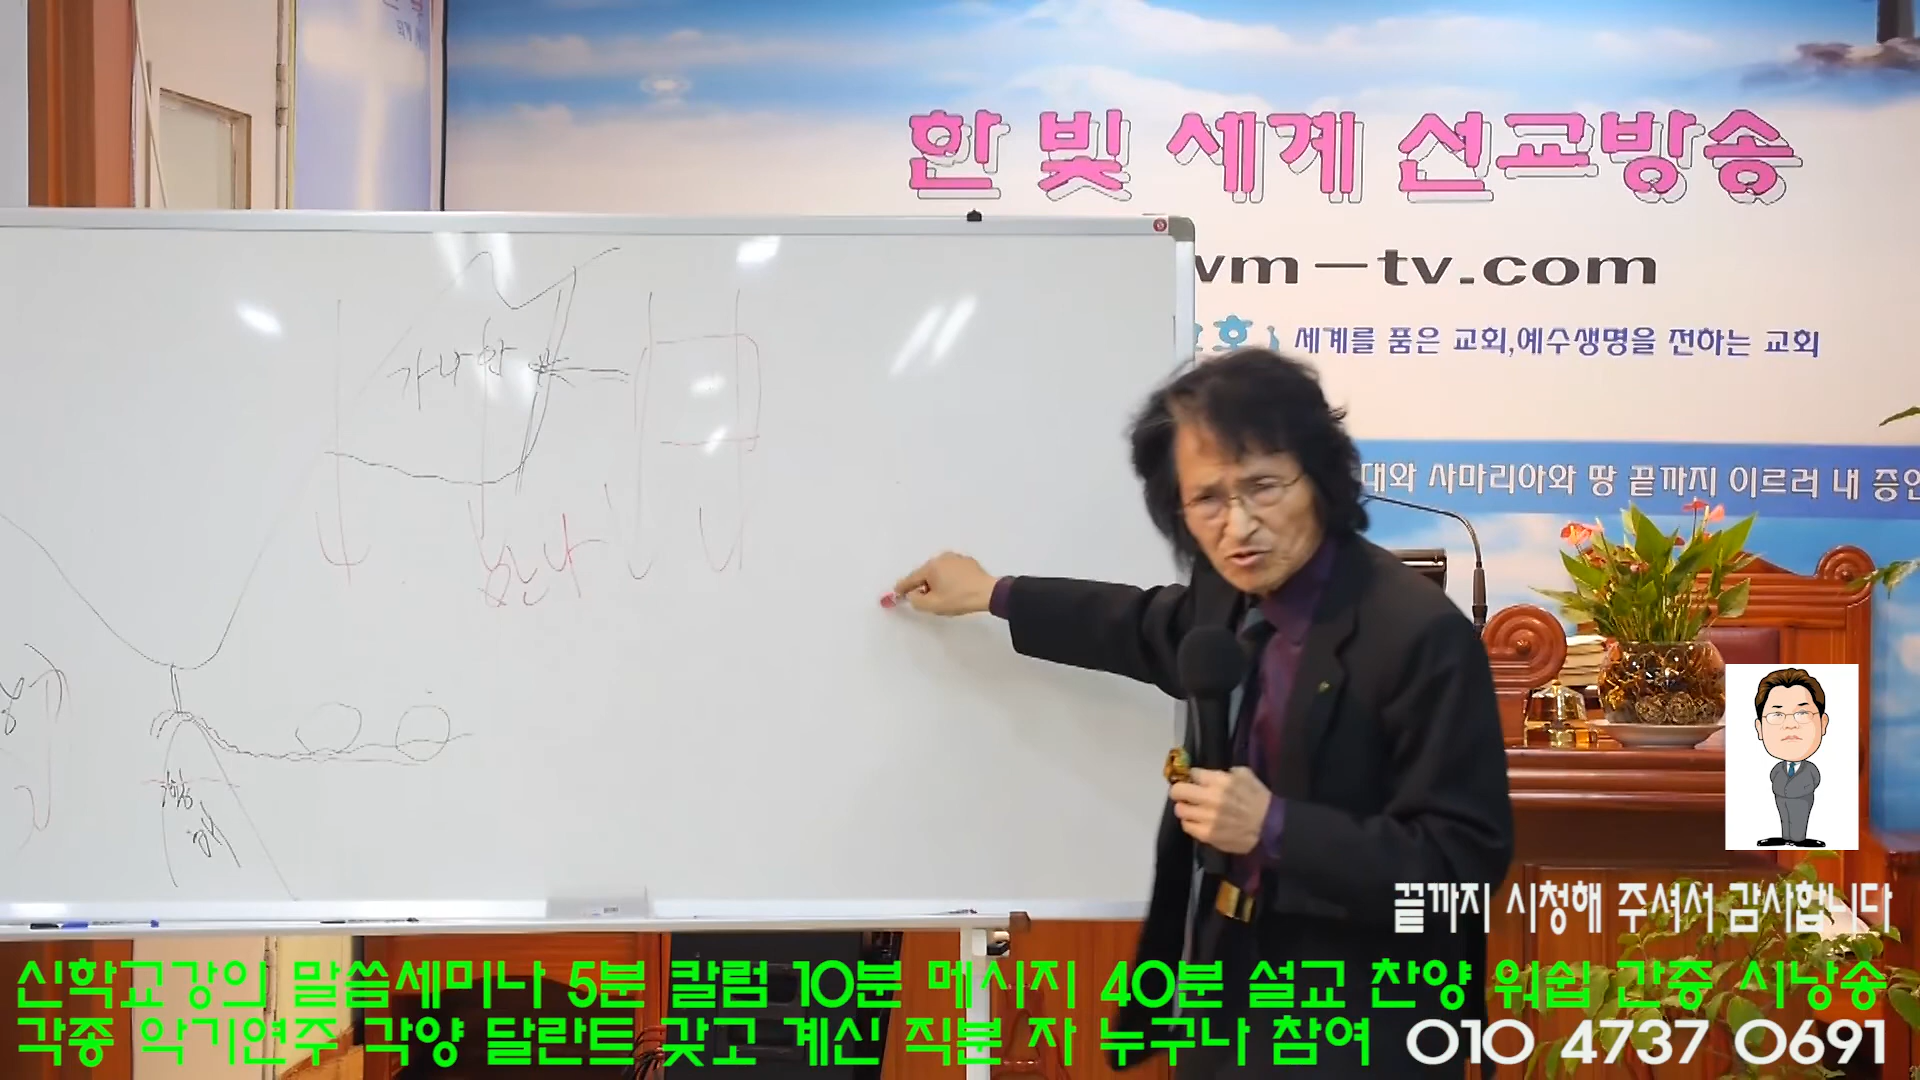 한 빛 세계 선교방송
wm-tv.com
세계를 품은 교회,예수생명을 전하는 교회
대와 사마리아와 땅 끝까지 이르러 내 증인
가나안
끝까지 시청해 주셔서 감사합니다
신학교강의 말씀세미나 5분 칼럼 10분 메시지 40분 설교 찬양 워쉽 간증 시낭송
각종 악기연주 각양 달란트 갖고 계신 직분 자 누구나 참여 010 4737 0691